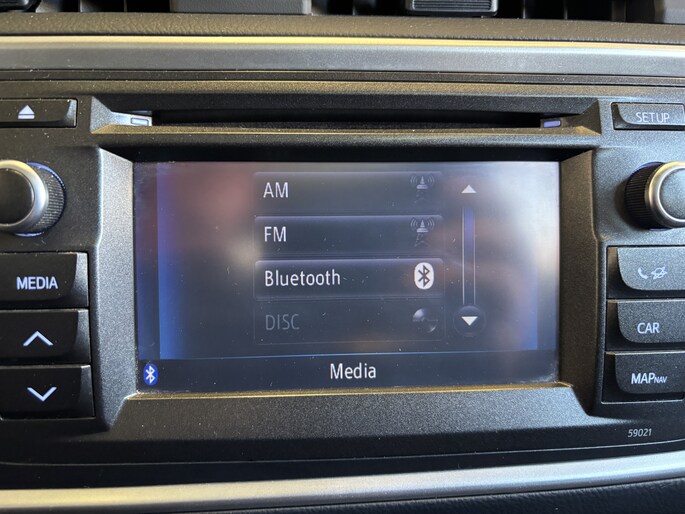 SETUP
AM
FM
MEDIA
Bluetooth
CAR
DISC
Media
MAPNAV
59021